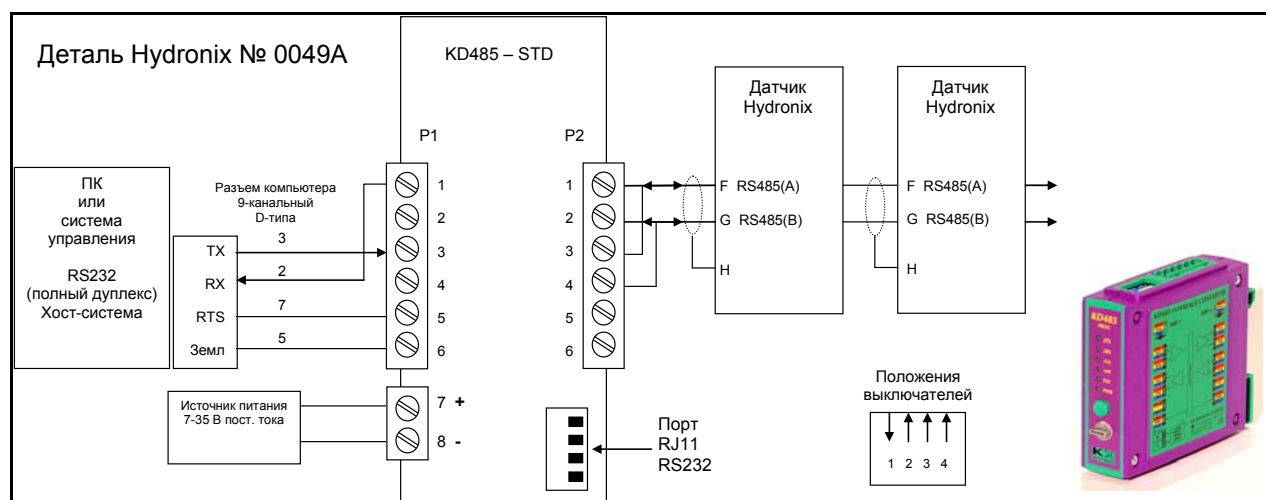 Деталь Hydronix № 0049A
KD485 – STD
P1
P2
ПК
или
система
управления
RS232
(полный дуплекс)
Хост-система
Разъем компьютера
9-канальный
D-типа
TX
RX
RTS
Земл
3
2
7
5
1
2
3
4
5
6
7 +
8 -
Источник питания
7-35 В пост. тока
1
2
3
4
5
6
Датчик
Hydronix
F RS485(A)
G RS485(B)
H
Датчик
Hydronix
F RS485(A)
G RS485(B)
H
Порт
RJ11
RS232
Положения
выключателей
1 2 3 4
KD485